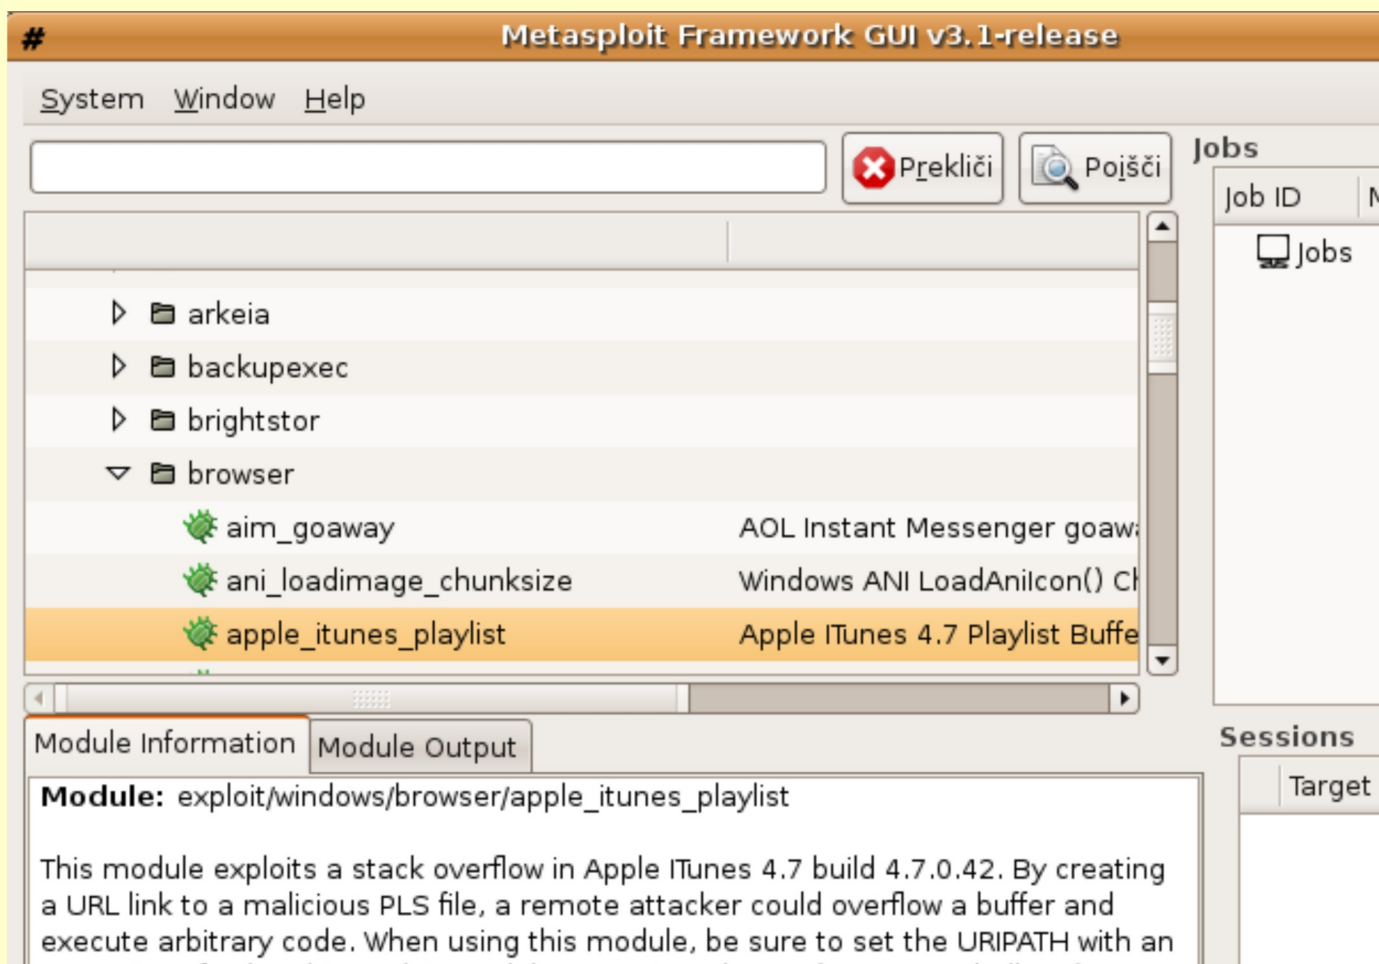 #
Metasploit Framework GUI v3.1-release
System Window Help
Prekliči Poišči
Jobs
Job ID
Jobs
arkeia
backupexec
brightstor
browser
aim_goaway AOL Instant Messenger
ani_loadimage_chunksize Windows ANI LoadAniIcon()
apple_itunes_playlist Apple ITunes 4.7 Playlist
Module Information Module Output
Sessions
Target
Module: exploit/windows/browser/apple_itunes_playlist
This module exploits a stack overflow in Apple ITunes 4.7 build 4.7.0.42. By creating
a URL link to a malicious PLS file, a remote attacker could overflow a buffer and
execute arbitrary code. When using this module, be sure to set the URIPATH with an